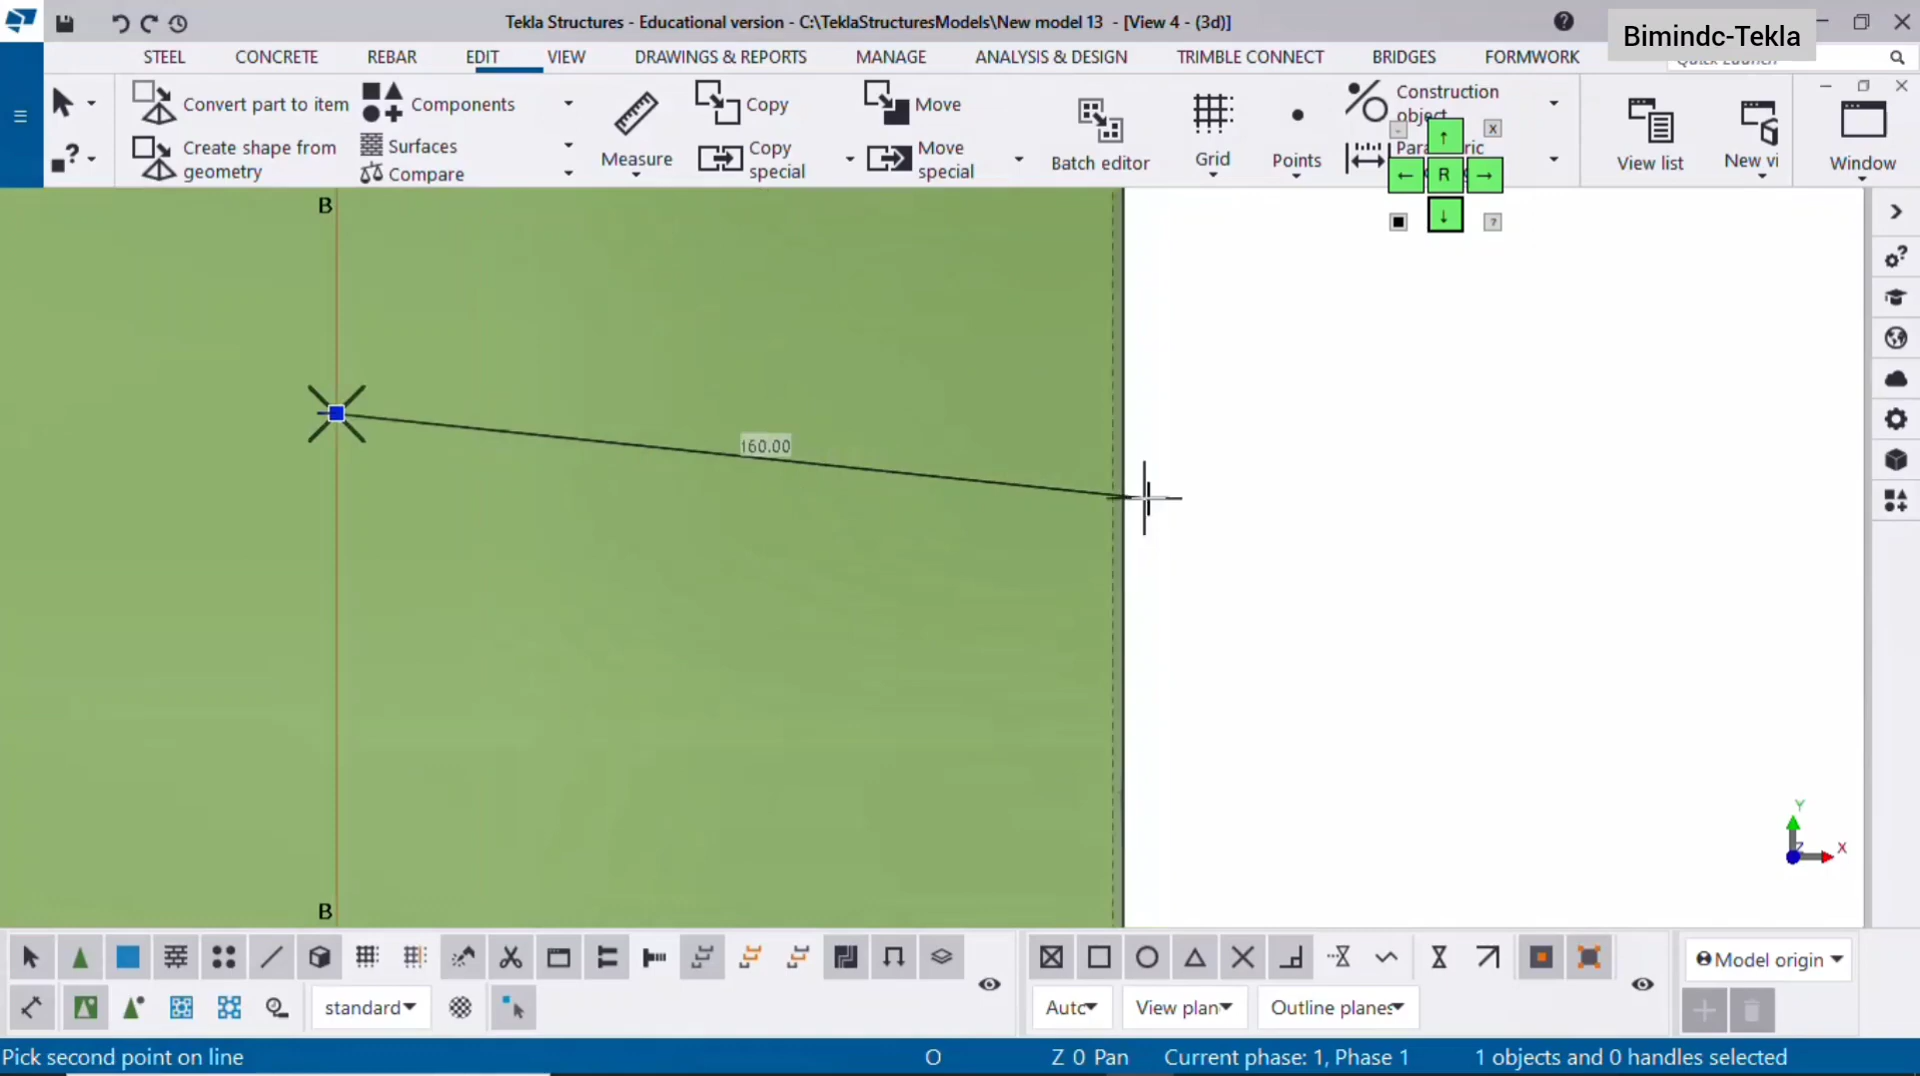 Tekla Structures - Educational version - C:\TeklaStructuresModels\New model 13 - [View 4 - (3d)]
Bimindc-Tekla
STEEL
CONCRETE
REBAR
EDIT
VIEW
DRAWINGS & REPORTS
MANAGE
ANALYSIS & DESIGN
TRIMBLE CONNECT
BRIDGES
FORMWORK
Convert part to item
Create shape from
geometry
Components
Surfaces
Compare
Measure
Copy
Copy
special
Move
Move
special
Batch editor
Grid
Points
Construction
object
View list
New vi
Window
R
X
?
B
160.00
B
Y
Z
X
standard
View plan
Outline planes
Model origin
Pick second point on line
O
Z 0 Pan
Current phase: 1, Phase 1
1 objects and 0 handles selected